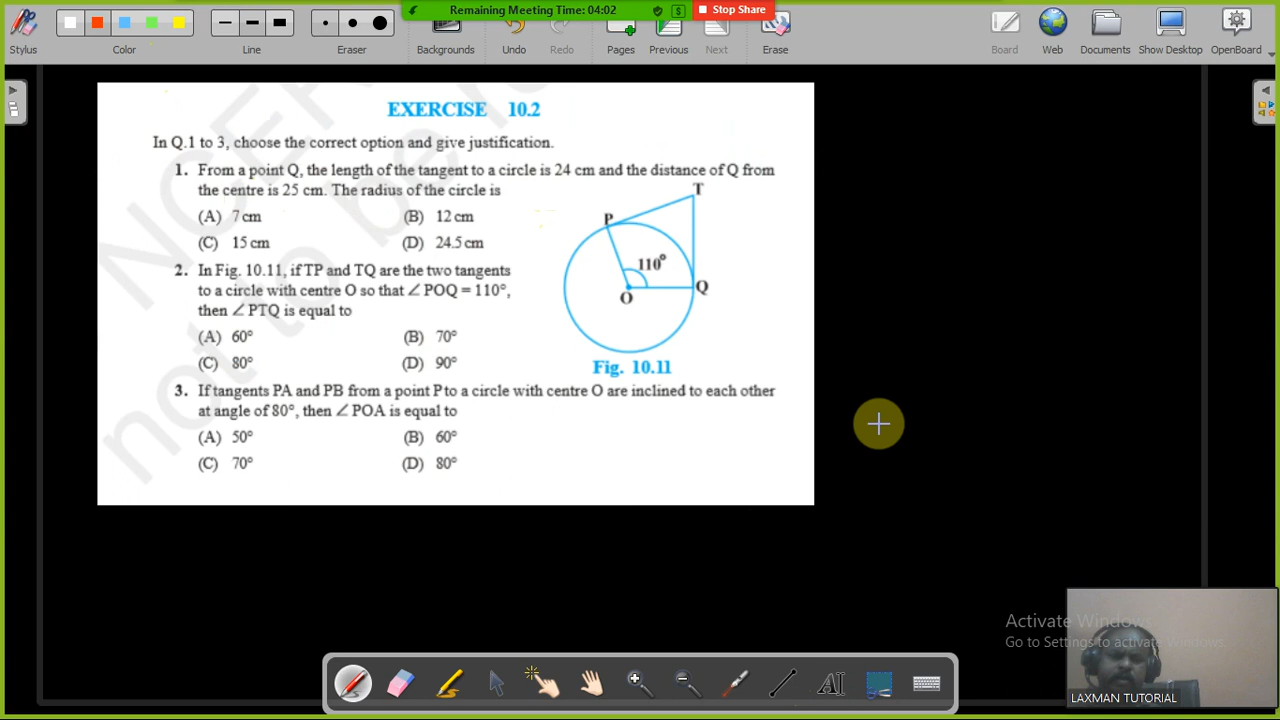 Remaining Meeting Time: 04:02
Stop Share
Stylus
Color
Line
Eraser
Backgrounds
Undo
Redo
Pages
Previous
Next
Erase
Board
Web
Documents
Show Desktop
OpenBoard
EXERCISE 10.2
In Q.1 to 3, choose the correct option and give justification.
1. From a point Q, the length of the tangent to a circle is 24 cm and the distance of Q from
the centre is 25 cm. The radius of the circle is
(A) 7 cm (B) 12 cm
(C) 15 cm (D) 24.5 cm
2. In Fig. 10.11, if TP and TQ are the two tangents
to a circle with centre O so that ∠ POQ = 110°,
then ∠ PTQ is equal to
(A) 60° (B) 70°
(C) 80° (D) 90°
T
P
110°
O
Q
Fig. 10.11
3. If tangents PA and PB from a point P to a circle with centre O are inclined to each other
at angle of 80°, then ∠ POA is equal to
(A) 50° (B) 60°
(C) 70° (D) 80°
NCER
not to be re
Activate Windows
Go to Settings to activate Windows.
LAXMAN TUTORIAL
AI